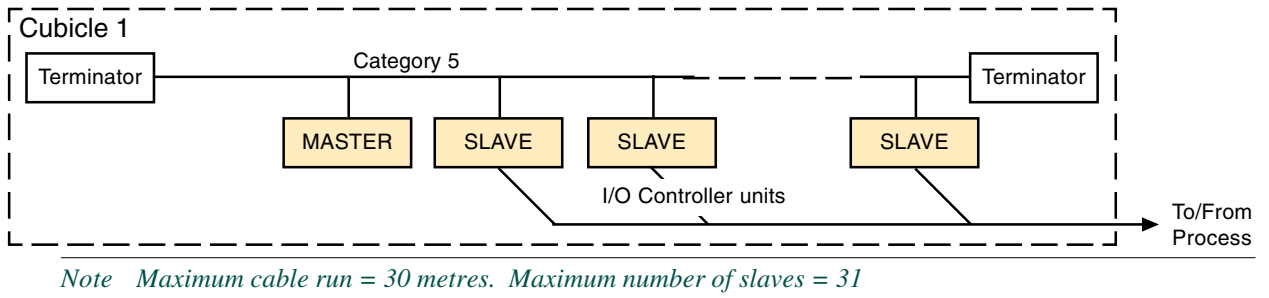 Cubicle 1
Category 5
Terminator
Terminator
MASTER
SLAVE
SLAVE
SLAVE
I/O Controller units
To/From
Process
Note Maximum cable run = 30 metres. Maximum number of slaves = 31